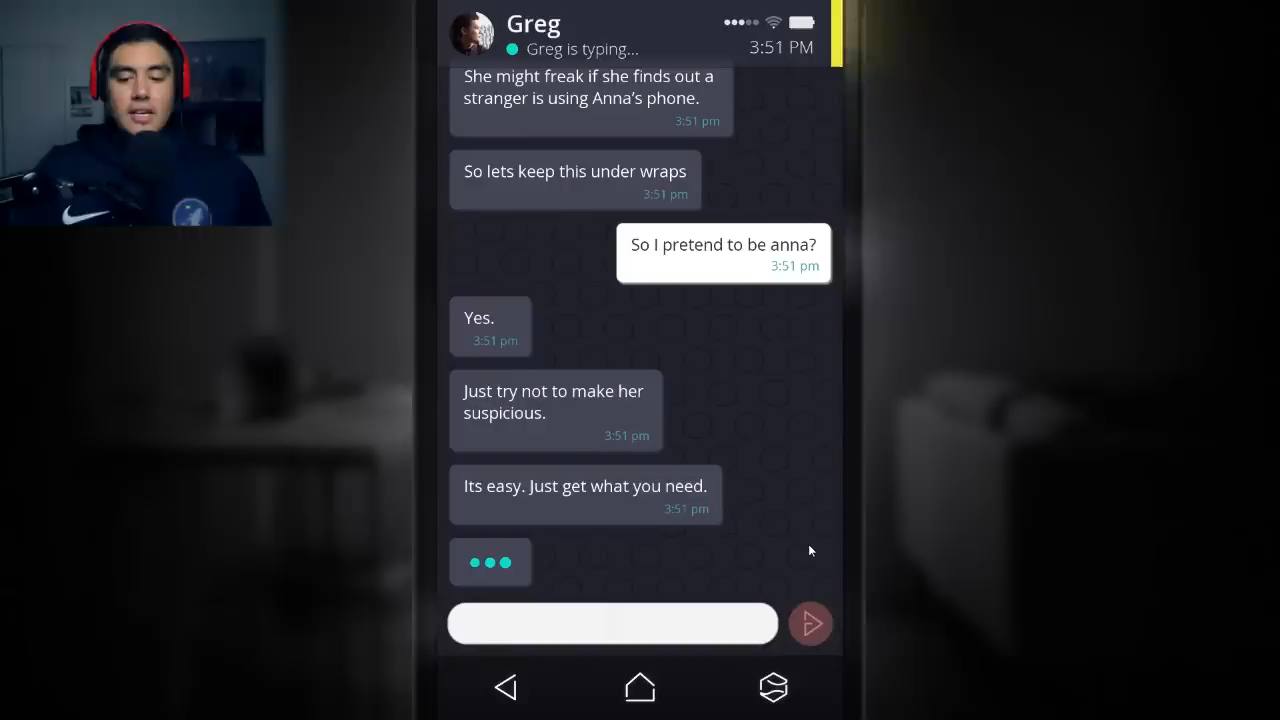 Greg
Greg is typing...
3:51 PM
She might freak if she finds out a
stranger is using Anna's phone.
3:51 pm
So lets keep this under wraps
3:51 pm
So I pretend to be anna?
3:51 pm
Yes.
3:51 pm
Just try not to make her
suspicious.
3:51 pm
Its easy. Just get what you need.
3:51 pm